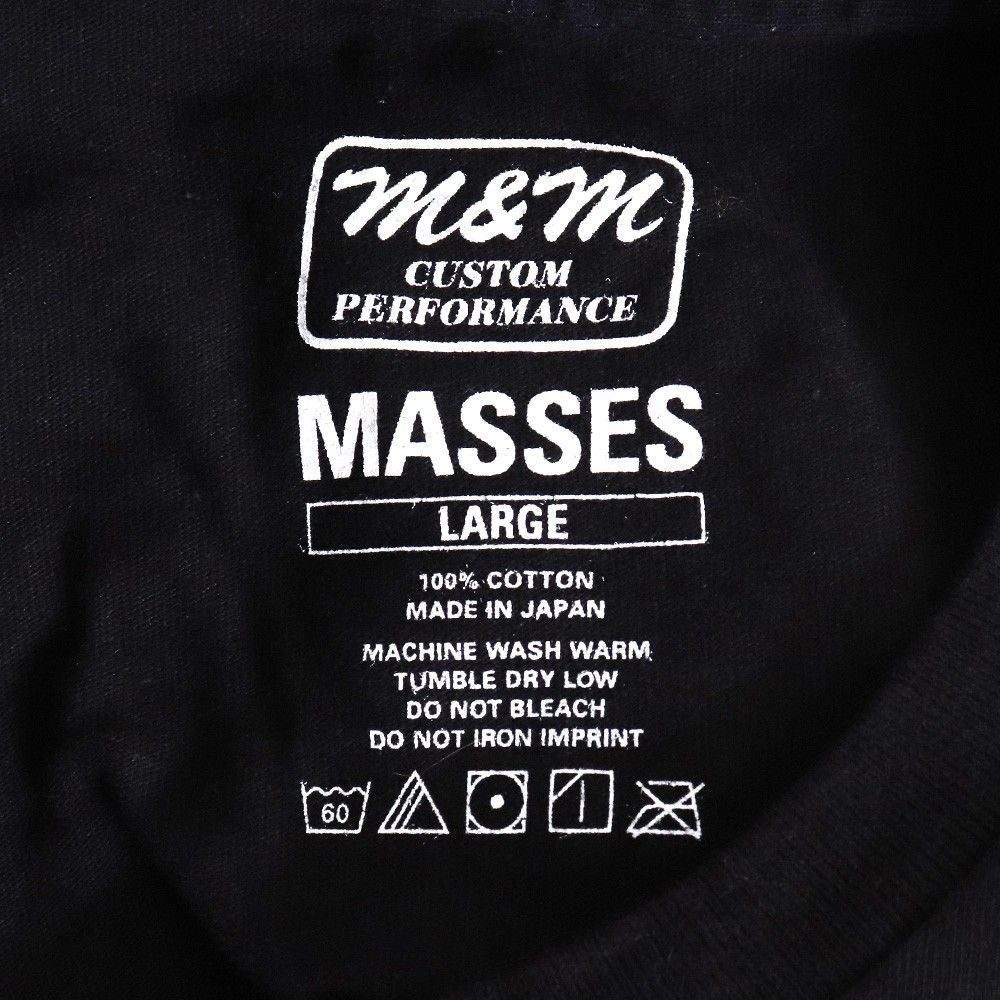 M&M
CUSTOM
PERFORMANCE
MASSES
LARGE
100% COTTON
MADE IN JAPAN
MACHINE WASH WARM
TUMBLE DRY LOW
DO NOT BLEACH
DO NOT IRON IMPRINT
60